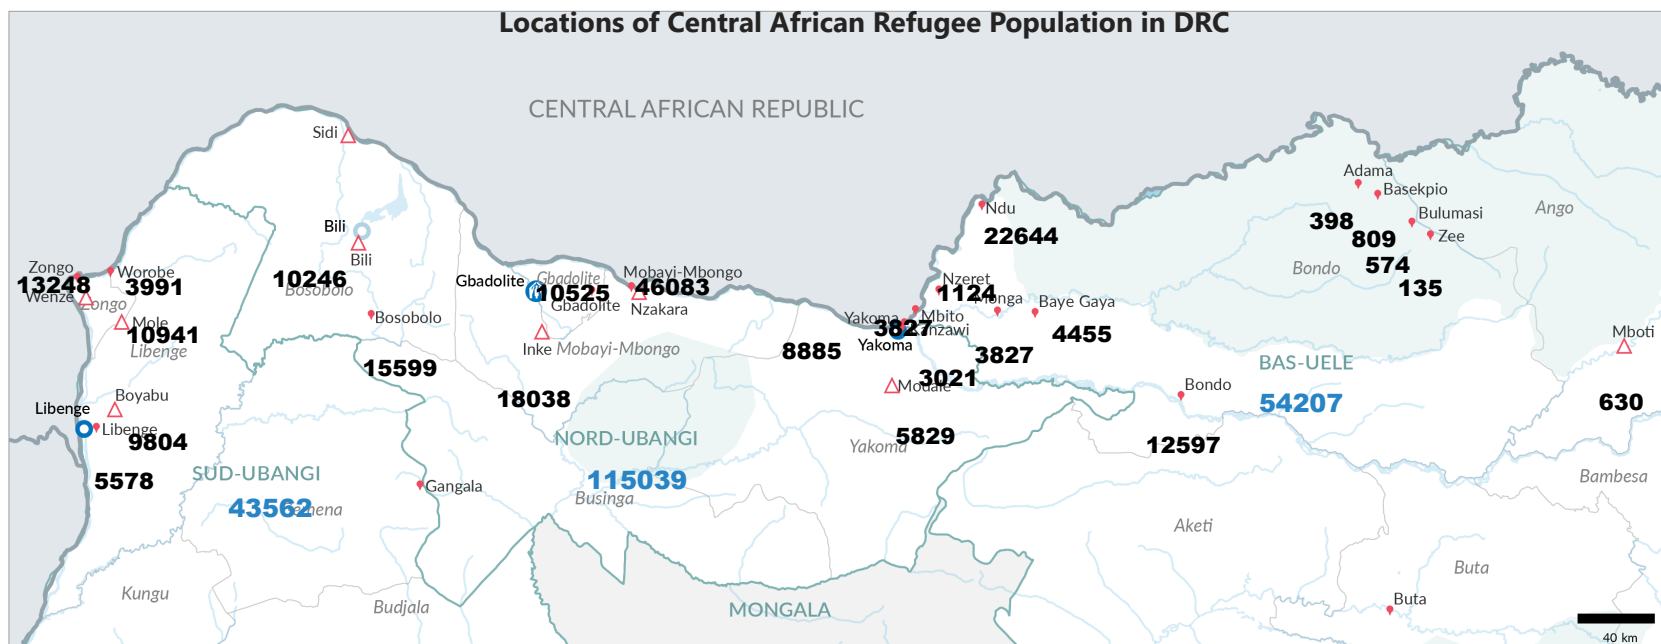 Locations of Central African Refugee Population in DRC
CENTRAL AFRICAN REPUBLIC
Sidi
Adama
Basekpio
Ndu
Ango
Bulumasi
398
Bili
22644
809
Zee
Bili
574
Bondo
Zongo
Worobe
10246
Gbadolite
Gbadolite
Mobayi-Mbongo
Nzeret
13248
3991
Bosobolo
10525
46083
1124
135
Wenze
Zongo
Gbadolite
Nzakara
Monga
Baye Gaya
Mole
Bosobolo
Yakoma
Mbito
10941
3827
Kanzawi
4455
Mboti
Libenge
Inke
Mobayi-Mbongo
8885
Yakoma
3827
BAS-UELE
15599
3021
Modale
Bondo
Boyabu
18038
54207
630
Libenge
Libenge
9804
NORD-UBANGI
5829
Yakoma
12597
5578
SUD-UBANGI
115039
Bambesa
Gangala
Businga
43562
Gemena
Aketi
Kungu
Buta
Budjala
MONGALA
Buta
40 km